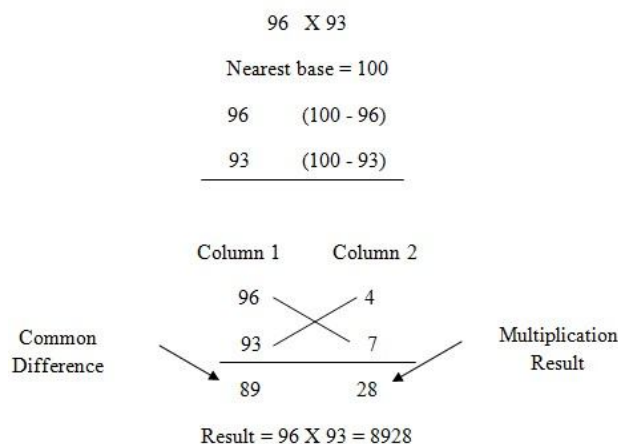 96 X 93
Nearest base = 100
96 (100 - 96)
93 (100 - 93)
Column 1 Column 2
96 4
93 7
Common
Difference
Multiplication
Result
89 28
Result = 96 X 93 = 8928